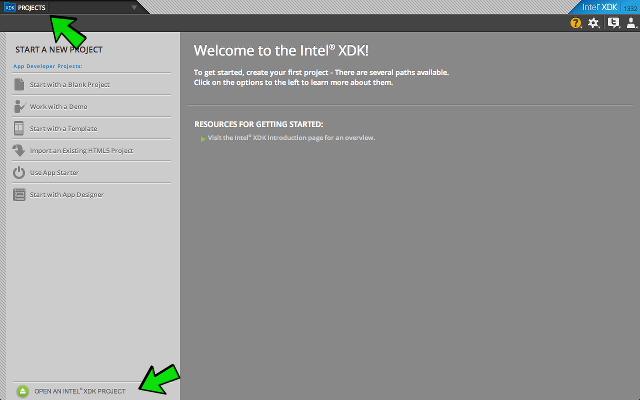 XDK PROJECTS
Intel XDK 1332
START A NEW PROJECT
App Developer Projects:
Start with a Blank Project
Work with a Demo
Start with a Template
Import an Existing HTML5 Project
Use App Starter
Start with App Designer
OPEN AN INTEL® XDK PROJECT
Welcome to the Intel® XDK!
To get started, create your first project - There are several paths available.
Click on the options to the left to learn more about them.
RESOURCES FOR GETTING STARTED:
Visit the Intel® XDK Introduction page for an overview.